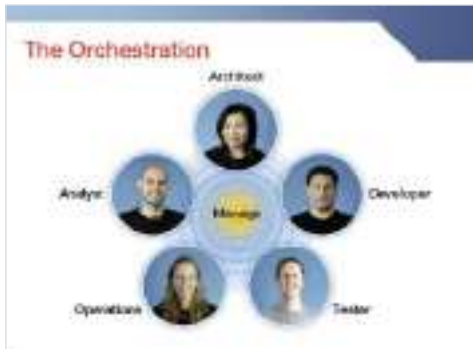 The Orchestration
Architect
Analyst
Developer
Manage
Operations
Tester